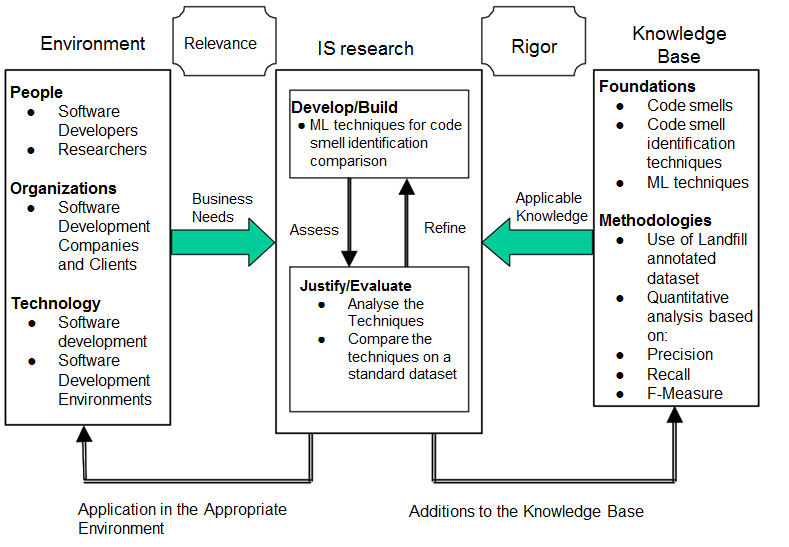 Environment
Relevance
IS research
Rigor
Knowledge
Base
People
● Software
Developers
● Researchers
Organizations
● Software
Development
Companies
and Clients
Technology
● Software
development
● Software
Development
Environments
Business
Needs
Develop/Build
● ML techniques for code
smell identification
comparison
Assess
Refine
Justify/Evaluate
● Analyse the
Techniques
● Compare the
techniques on a
standard dataset
Applicable
Knowledge
Foundations
● Code smells
● Code smell
identification
techniques
● ML techniques
Methodologies
● Use of Landfill
annotated
dataset
● Quantitative
analysis based
on:
● Precision
● Recall
● F-Measure
Application in the Appropriate
Environment
Additions to the Knowledge Base